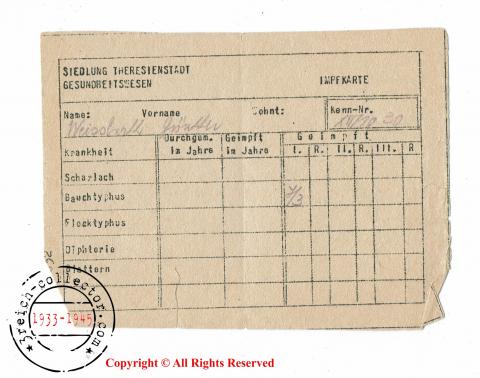 SIEDLUNG THERESIENSTADT
GESUNDHEITSWESEN IMPFKARTE
Name: Vorname Wohnt: Kenn-Nr.
Günther
Krankheit Durchgem. im Jahre Geimpft im Jahre Geimpft
I. R. II. R. III. R
Scharlach
Bauchtyphus
Flecktyphus
Diphterie
Blattern
3reich-collector.com
1933-1945
Copyright © All Rights Reserved